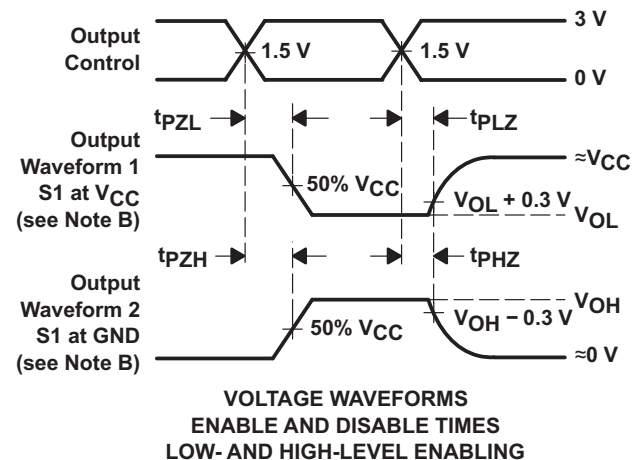 Output
Control
1.5 V
1.5 V
3 V
0 V
tPZL
tPLZ
Output
Waveform 1
S1 at VCC
(see Note B)
50% VCC
≈VCC
VOL + 0.3 V
VOL
tPZH
tPHZ
Output
Waveform 2
S1 at GND
(see Note B)
50% VCC
VOH
VOH − 0.3 V
≈0 V
VOLTAGE WAVEFORMS
ENABLE AND DISABLE TIMES
LOW- AND HIGH-LEVEL ENABLING